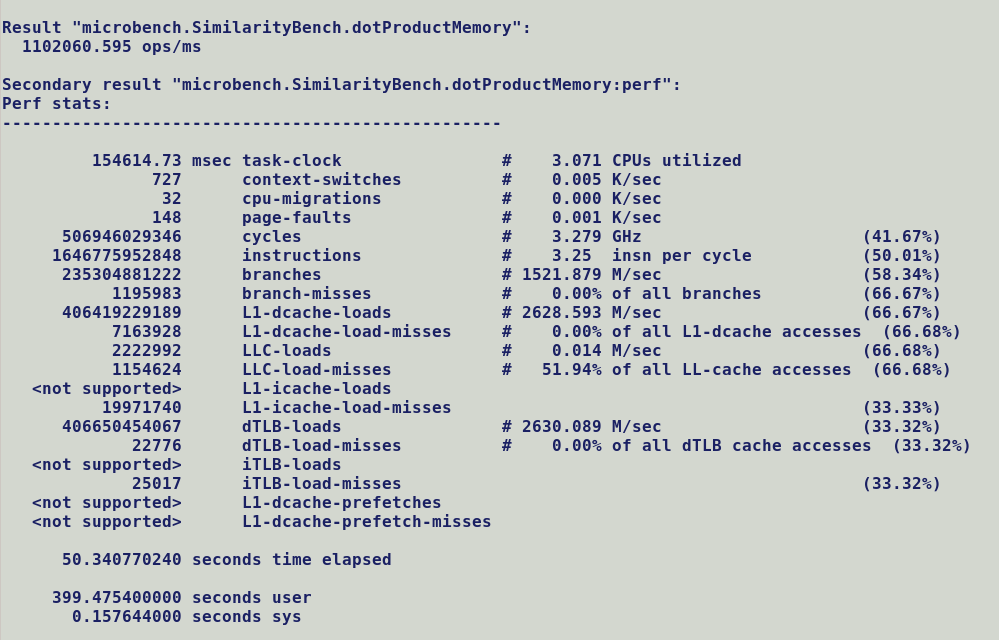 Result "microbench.SimilarityBench.dotProductMemory":
  1102060.595 ops/ms

Secondary result "microbench.SimilarityBench.dotProductMemory:perf":
Perf stats:
--------------------------------------------------

         154614.73 msec task-clock                #    3.071 CPUs utilized
               727      context-switches          #    0.005 K/sec
                32      cpu-migrations            #    0.000 K/sec
               148      page-faults               #    0.001 K/sec
      506946029346      cycles                    #    3.279 GHz                      (41.67%)
     1646775952848      instructions              #    3.25  insn per cycle           (50.01%)
      235304881222      branches                  # 1521.879 M/sec                    (58.34%)
           1195983      branch-misses             #    0.00% of all branches          (66.67%)
      406419229189      L1-dcache-loads           # 2628.593 M/sec                    (66.67%)
           7163928      L1-dcache-load-misses     #    0.00% of all L1-dcache accesses  (66.68%)
           2222992      LLC-loads                 #    0.014 M/sec                    (66.68%)
           1154624      LLC-load-misses           #   51.94% of all LL-cache accesses  (66.68%)
   <not supported>      L1-icache-loads
          19971740      L1-icache-load-misses                                         (33.33%)
      406650454067      dTLB-loads                # 2630.089 M/sec                    (33.32%)
             22776      dTLB-load-misses          #    0.00% of all dTLB cache accesses  (33.32%)
   <not supported>      iTLB-loads
             25017      iTLB-load-misses                                              (33.32%)
   <not supported>      L1-dcache-prefetches
   <not supported>      L1-dcache-prefetch-misses

      50.340770240 seconds time elapsed

     399.475400000 seconds user
       0.157644000 seconds sys